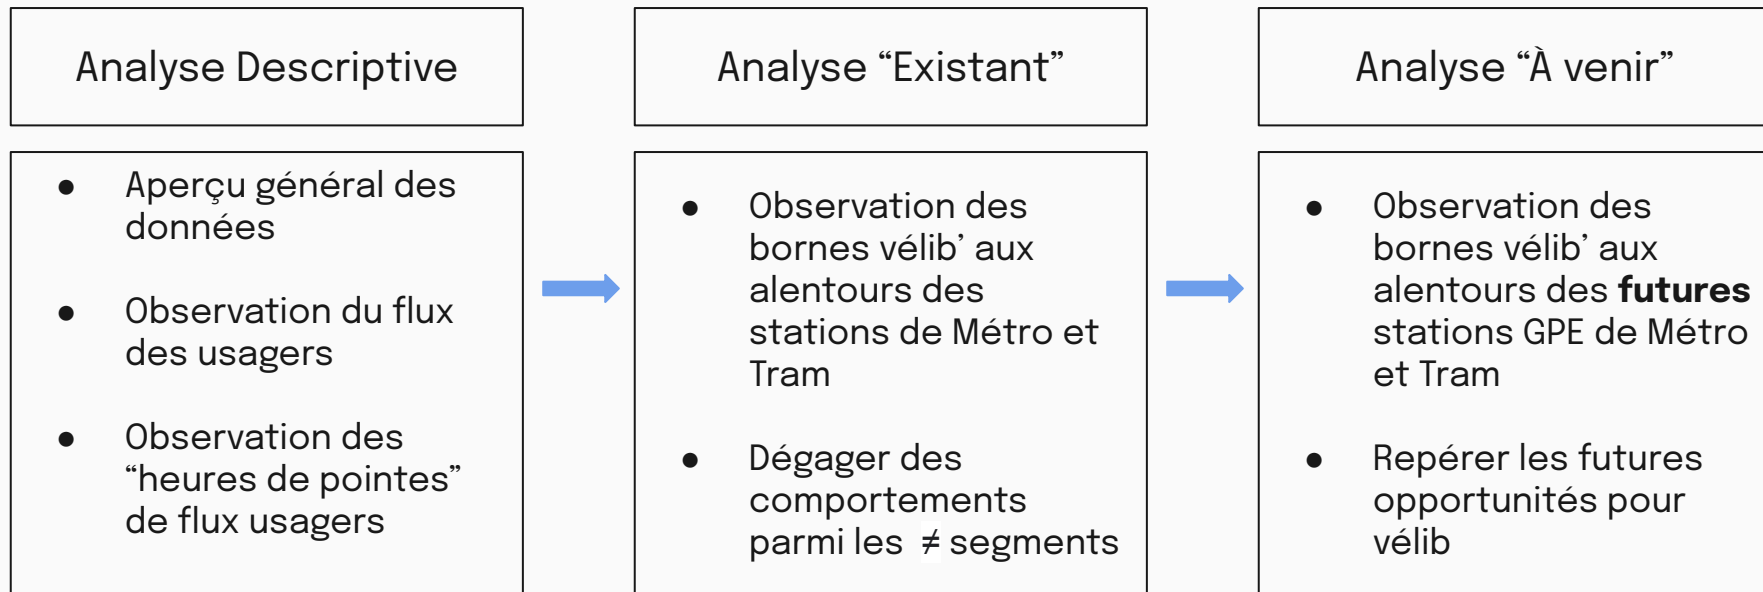 Analyse Descriptive
● Aperçu général des
données
● Observation du flux
des usagers
● Observation des
“heures de pointes”
de flux usagers
Analyse “Existant”
● Observation des
bornes vélib’ aux
alentours des
stations de Métro et
Tram
● Dégager des
comportements
parmi les ≠ segments
Analyse “À venir”
● Observation des
bornes vélib’ aux
alentours des futures
stations GPE de Métro
et Tram
● Repérer les futures
opportunités pour
vélib